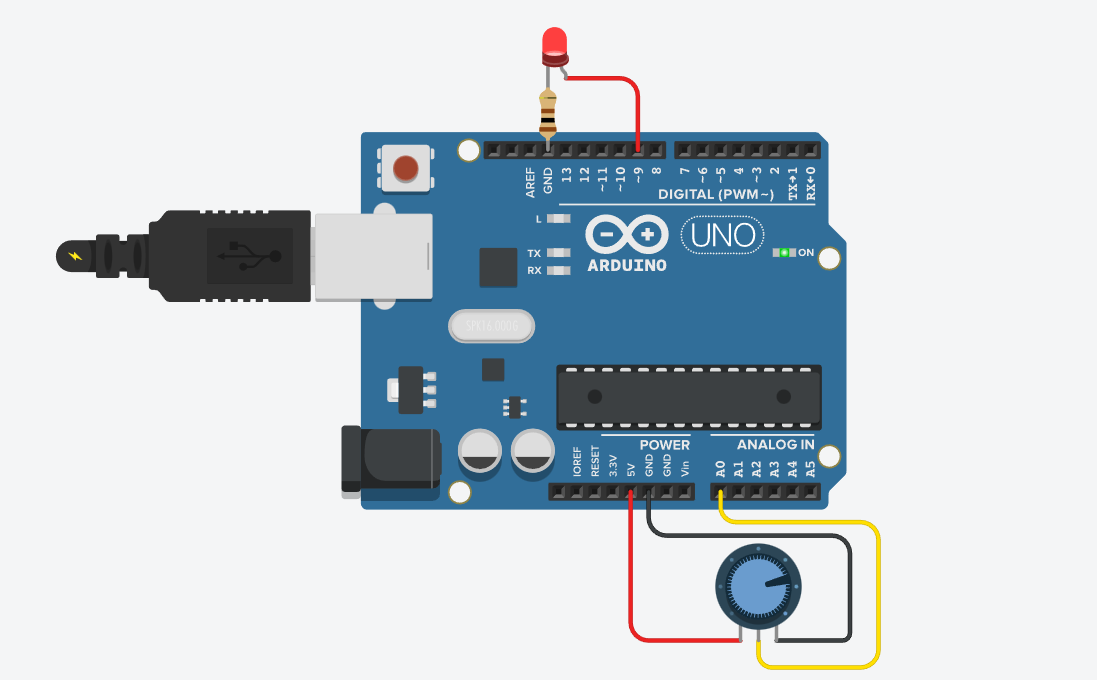 AREF
GND
13
12
~11
~10
~9
8
7
~6
~5
4
~3
2
TX→1
RX←0
DIGITAL (PWM~)
L
TX
RX
ARDUINO
UNO
ON
SPK16.000G
POWER
ANALOG IN
IOREF
RESET
3.3V
5V
GND
GND
Vin
A0
A1
A2
A3
A4
A5